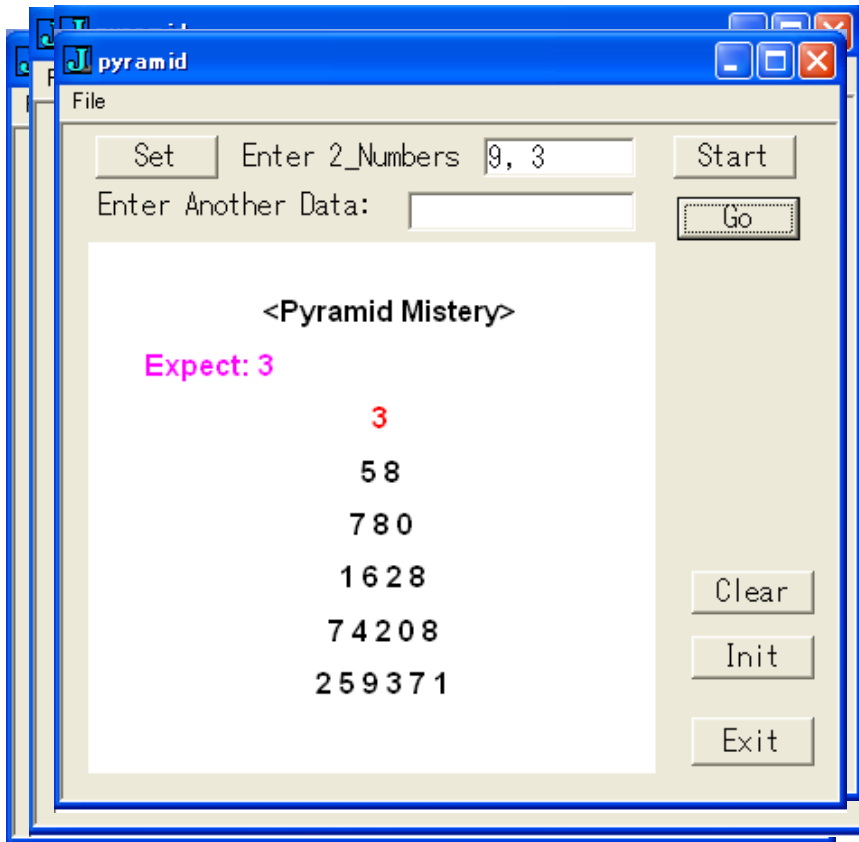 pyramid
File
Set Enter 2_Numbers 9, 3 Start
Enter Another Data: Go
<Pyramid Mistery>
Expect: 3
3
5 8
7 8 0
1 6 2 8
7 4 2 0 8
2 5 9 3 7 1
Clear
Init
Exit